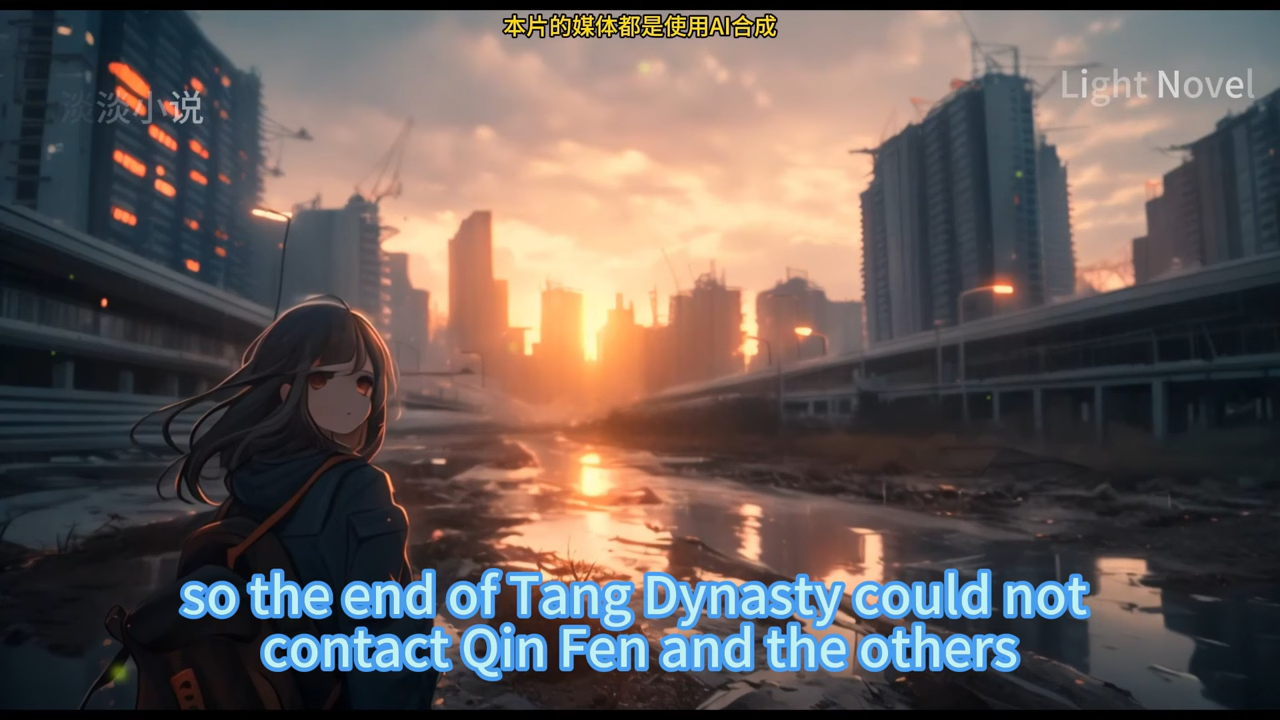 本片的媒体都是使用AI合成
Light Novel
淡淡小说
so the end of Tang Dynasty could not
contact Qin Fen and the others